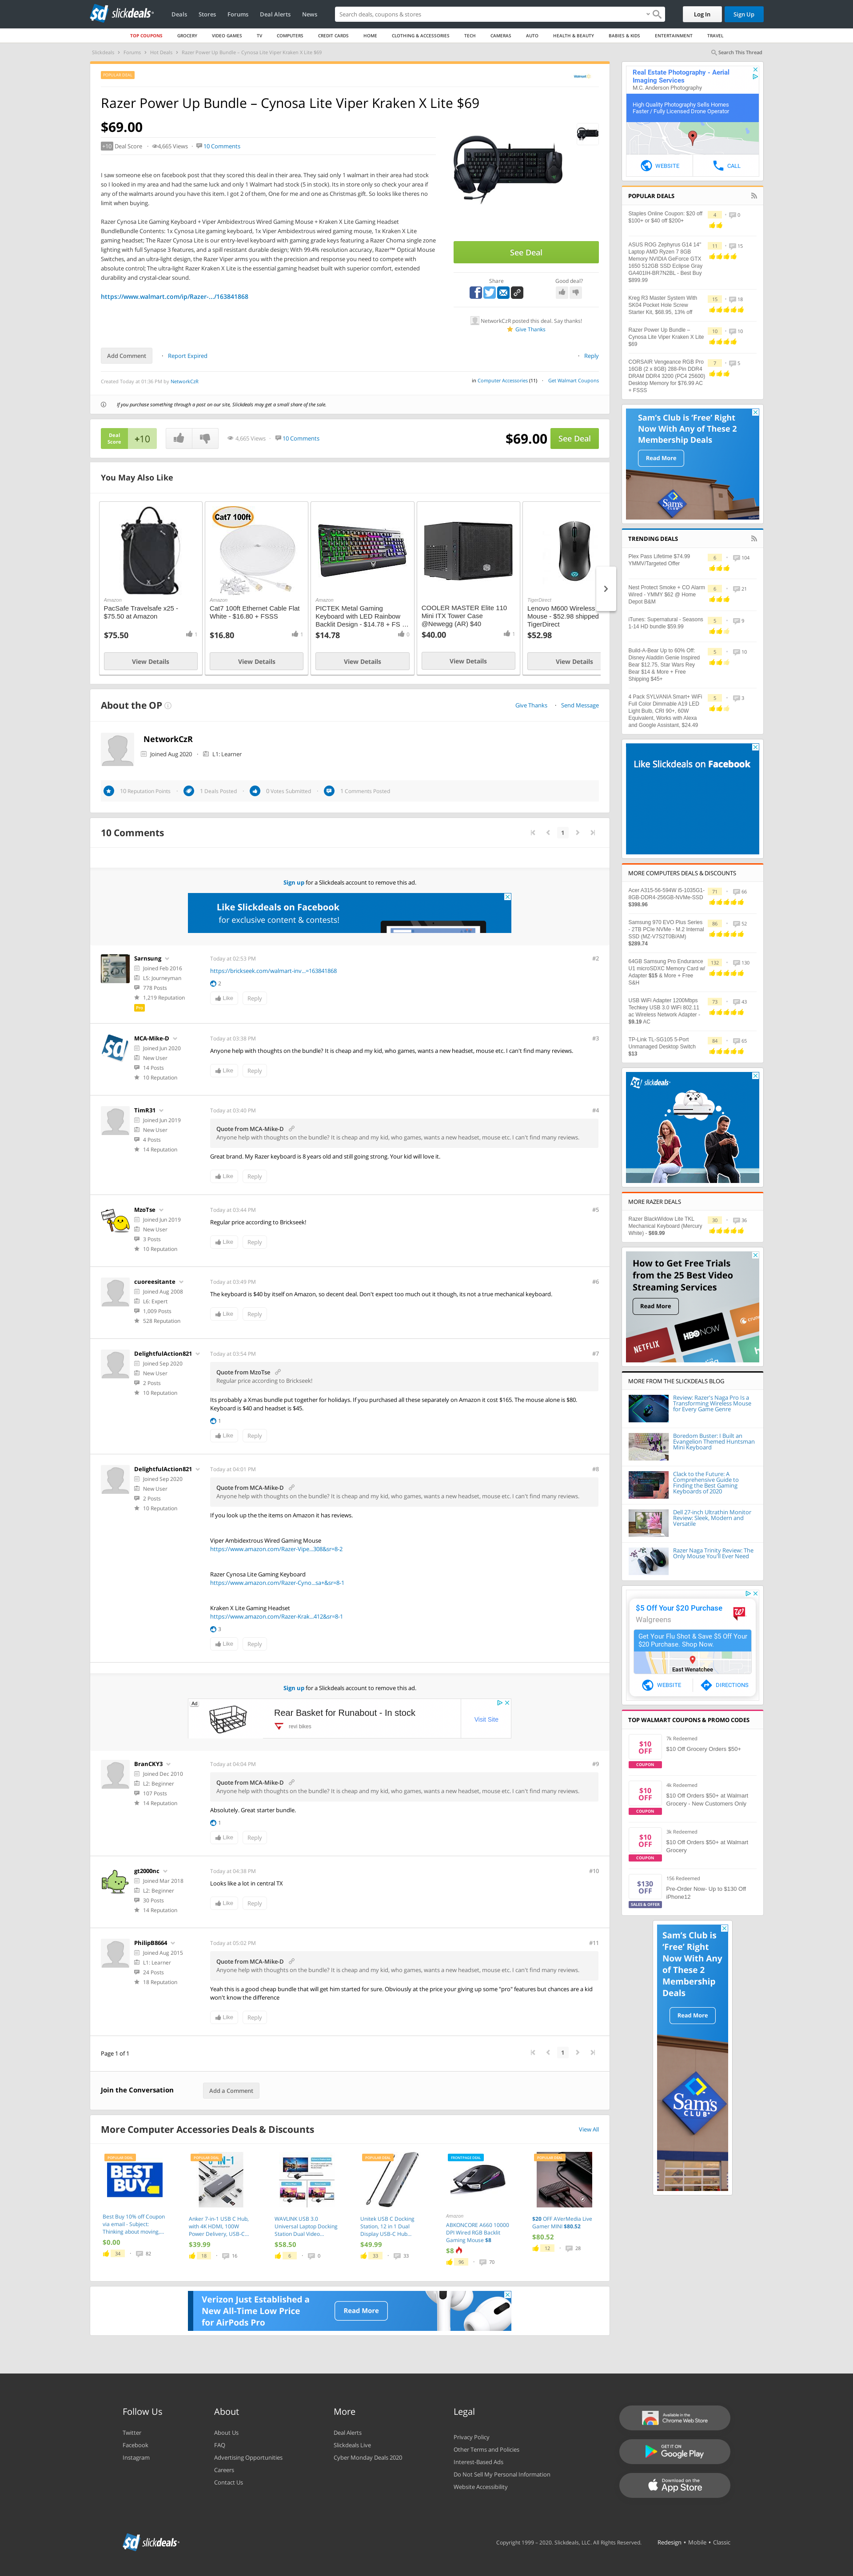 sd slickdeals
Deals
Stores
Forums
Deal Alerts
News
Search deals, coupons & stores
Log In
Sign Up
TOP COUPONS
GROCERY
VIDEO GAMES
TV
COMPUTERS
CREDIT CARDS
HOME
CLOTHING & ACCESSORIES
TECH
CAMERAS
AUTO
HEALTH & BEAUTY
BABIES & KIDS
ENTERTAINMENT
TRAVEL
Slickdeals > Forums > Hot Deals > Razer Power Up Bundle – Cynosa Lite Viper Kraken X Lite $69
Search This Thread
POPULAR DEAL
Walmart
Razer Power Up Bundle – Cynosa Lite Viper Kraken X Lite $69
$69.00
+10 Deal Score
4,665 Views
10 Comments
I saw someone else on facebook post this in their area. They said only 1 walmart in their area had this in stock
so I looked in my area and had the same luck and only 1 Walmart had stock (5 in stock). Its in store only so check your area if
any of the walmarts around you have this item. I got 2 of them. One for me and one as Christmas gift. So looks like theres no
limit when buying.
Razer Cynosa Lite Gaming Keyboard + Viper Ambidextrous Wired Gaming Mouse + Kraken X Lite Gaming Headset
BundleBundle Contents: 1x Cynosa Lite gaming keyboard, 1x Viper ambidextrous wired gaming mouse, 1x Kraken X Lite
gaming headset; The Razer Cynosa Lite is our entry-level keyboard with gaming grade keys featuring a Razer Choma single zone
lighting with full Synapse 3 features, and a spill resistant durable design; With 99.4% resolution accuracy, Razer™ Optical Mouse
Switches, and an ultra-light design, the Razer Viper arms you with the precision and response you need to compete with
absolute control; The ultra-light Razer Kraken X Lite is the essential gaming headset built with superior comfort, extended
durability and crystal-clear sound.
https://www.walmart.com/ip/Razer-.../163841868
See Deal
Share
Good deal?
NetworkCzR posted this deal. Say thanks!
Give Thanks
Add Comment
Report Expired
Reply
Created Today at 01:36 PM by NetworkCzR
in Computer Accessories (11)
Get Walmart Coupons
If you purchase something through a post on our site, Slickdeals may get a small share of the sale.
Deal Score +10
4,665 Views
10 Comments
$69.00
See Deal
You May Also Like
Amazon
PacSafe Travelsafe x25 - $75.50 at Amazon
$75.50
1
View Details
Cat7 100ft
Amazon
Cat7 100ft Ethernet Cable Flat White - $16.80 + FSSS
$16.80
1
View Details
Amazon
PICTEK Metal Gaming Keyboard with LED Rainbow Backlit Design - $14.78 + FS ...
$14.78
0
View Details
COOLER MASTER Elite 110 Mini ITX Tower Case @Newegg (AR) $40
$40.00
1
View Details
TigerDirect
Lenovo M600 Wireless Mouse - $52.98 shipped TigerDirect
$52.98
View Details
About the OP
Give Thanks
Send Message
NetworkCzR
Joined Aug 2020
L1: Learner
10 Reputation Points
1 Deals Posted
0 Votes Submitted
1 Comments Posted
10 Comments
1
Sign up for a Slickdeals account to remove this ad.
Like Slickdeals on Facebook
for exclusive content & contests!
Sarnsung
Joined Feb 2016
L5: Journeyman
778 Posts
1,219 Reputation
Pro
Today at 02:53 PM
#2
https://brickseek.com/walmart-inv...=163841868
2
Like
Reply
MCA-Mike-D
Joined Jun 2020
New User
14 Posts
10 Reputation
Today at 03:38 PM
#3
Anyone help with thoughts on the bundle? It is cheap and my kid, who games, wants a new headset, mouse etc. I can't find many reviews.
Like
Reply
TimR31
Joined Jun 2019
New User
4 Posts
14 Reputation
Today at 03:40 PM
#4
Quote from MCA-Mike-D
Anyone help with thoughts on the bundle? It is cheap and my kid, who games, wants a new headset, mouse etc. I can't find many reviews.
Great brand. My Razer keyboard is 8 years old and still going strong. Your kid will love it.
Like
Reply
MzoTse
Joined Jun 2019
New User
3 Posts
10 Reputation
Today at 03:44 PM
#5
Regular price according to Brickseek!
Like
Reply
cuoreesitante
Joined Aug 2008
L6: Expert
1,009 Posts
528 Reputation
Today at 03:49 PM
#6
The keyboard is $40 by itself on Amazon, so decent deal. Don't expect too much out it though, its not a true mechanical keyboard.
Like
Reply
DelightfulAction821
Joined Sep 2020
New User
2 Posts
10 Reputation
Today at 03:54 PM
#7
Quote from MzoTse
Regular price according to Brickseek!
Its probably a Xmas bundle put together for holidays. If you purchased all these separately on Amazon it cost $165. The mouse alone is $80.
Keyboard is $40 and headset is $45.
1
Like
Reply
DelightfulAction821
Joined Sep 2020
New User
2 Posts
10 Reputation
Today at 04:01 PM
#8
Quote from MCA-Mike-D
Anyone help with thoughts on the bundle? It is cheap and my kid, who games, wants a new headset, mouse etc. I can't find many reviews.
If you look up the the items on Amazon it has reviews.
Viper Ambidextrous Wired Gaming Mouse
https://www.amazon.com/Razer-Vipe...308&sr=8-2
Razer Cynosa Lite Gaming Keyboard
https://www.amazon.com/Razer-Cyno...sa+&sr=8-1
Kraken X Lite Gaming Headset
https://www.amazon.com/Razer-Krak...412&sr=8-1
3
Like
Reply
Sign up for a Slickdeals account to remove this ad.
Ad
Rear Basket for Runabout - In stock
revi bikes
Visit Site
BranCKY3
Joined Dec 2010
L2: Beginner
107 Posts
14 Reputation
Today at 04:04 PM
#9
Quote from MCA-Mike-D
Anyone help with thoughts on the bundle? It is cheap and my kid, who games, wants a new headset, mouse etc. I can't find many reviews.
Absolutely. Great starter bundle.
1
Like
Reply
gt2000nc
Joined Mar 2018
L2: Beginner
30 Posts
14 Reputation
Today at 04:38 PM
#10
Looks like a lot in central TX
Like
Reply
PhilipB8664
Joined Aug 2015
L1: Learner
24 Posts
18 Reputation
Today at 05:02 PM
#11
Quote from MCA-Mike-D
Anyone help with thoughts on the bundle? It is cheap and my kid, who games, wants a new headset, mouse etc. I can't find many reviews.
Yeah this is a good cheap bundle that will get him started for sure. Obviously at the price your giving up some "pro" features but chances are a kid
won't know the difference
Like
Reply
Page 1 of 1
1
Join the Conversation
Add a Comment
More Computer Accessories Deals & Discounts
View All
POPULAR DEAL
BEST BUY
Best Buy 10% off Coupon via email - Subject: Thinking about moving,...
$0.00
34
82
Anker 7-in-1 USB C Hub, with 4K HDMI, 100W Power Delivery, USB-C...
$39.99
18
16
WAVLINK USB 3.0 Universal Laptop Docking Station Dual Video...
$58.50
6
0
POPULAR DEAL
Unitek USB C Docking Station, 12 in 1 Dual Display USB-C Hub...
$49.99
33
33
FRONTPAGE DEAL
Amazon
ABKONCORE A660 10000 DPI Wired RGB Backlit Gaming Mouse $8
$8
36
70
POPULAR DEAL
$20 OFF AVerMedia Live Gamer MINI $80.52
$80.52
12
28
Verizon Just Established a New All-Time Low Price for AirPods Pro
Read More
Real Estate Photography - Aerial Imaging Services
M.C. Anderson Photography
High Quality Photography Sells Homes Faster / Fully Licensed Drone Operator
WEBSITE
CALL
POPULAR DEALS
Staples Online Coupon: $20 off $100+ or $40 off $200+
4
0
ASUS ROG Zephyrus G14 14" Laptop AMD Ryzen 7 8GB Memory NVIDIA GeForce GTX 1650 512GB SSD Eclipse Gray GA401IH-BR7N2BL - Best Buy $899.99
11
15
Kreg R3 Master System With SK04 Pocket Hole Screw Starter Kit. $68.95, 13% off
15
18
Razer Power Up Bundle – Cynosa Lite Viper Kraken X Lite $69
10
10
CORSAIR Vengeance RGB Pro 16GB (2 x 8GB) 288-Pin DDR4 DRAM DDR4 3200 (PC4 25600) Desktop Memory for $76.99 AC + FSSS
7
5
Sam's Club is 'Free' Right Now With Any of These 2 Membership Deals
Read More
Sam's CLUB
TRENDING DEALS
Plex Pass Lifetime $74.99 YMMV/Targeted Offer
6
104
Nest Protect Smoke + CO Alarm Wired - YMMY $62 @ Home Depot B&M
6
21
iTunes: Supernatural - Seasons 1-14 HD bundle $59.99
5
9
Build-A-Bear Up to 60% Off: Disney Aladdin Genie Inspired Bear $12.75, Star Wars Rey Bear $14 & More + Free Shipping $45+
5
10
4 Pack SYLVANIA Smart+ WiFi Full Color Dimmable A19 LED Light Bulb, CRI 90+, 60W Equivalent, Works with Alexa and Google Assistant, $24.49
5
3
Like Slickdeals on Facebook
MORE COMPUTERS DEALS & DISCOUNTS
Acer A315-56-594W i5-1035G1-8GB-DDR4-256GB-NVMe-SSD $398.96
71
66
Samsung 970 EVO Plus Series - 2TB PCIe NVMe - M.2 Internal SSD (MZ-V7S2T0B/AM) $289.74
86
52
64GB Samsung Pro Endurance U1 microSDXC Memory Card w/ Adapter $15 & More + Free S&H
132
130
USB WiFi Adapter 1200Mbps Techkey USB 3.0 WiFi 802.11 ac Wireless Network Adapter - $9.19 AC
73
43
TP-Link TL-SG105 5-Port Unmanaged Desktop Switch $13
84
65
sd slickdeals
MORE RAZER DEALS
Razer BlackWidow Lite TKL Mechanical Keyboard (Mercury White) - $69.99
30
36
How to Get Free Trials from the 25 Best Video Streaming Services
Read More
NETFLIX
HBO NOW
MORE FROM THE SLICKDEALS BLOG
Review: Razer's Naga Pro Is a Transforming Wireless Mouse for Every Game Genre
Boredom Buster: I Built an Evangelion Themed Huntsman Mini Keyboard
Clack to the Future: A Comprehensive Guide to Finding the Best Gaming Keyboards of 2020
Dell 27-inch Ultrathin Monitor Review: Sleek, Modern and Versatile
Razer Naga Trinity Review: The Only Mouse You'll Ever Need
$5 Off Your $20 Purchase
Walgreens
Get Your Flu Shot & Save $5 Off Your $20 Purchase. Shop Now.
East Wenatchee
WEBSITE
DIRECTIONS
TOP WALMART COUPONS & PROMO CODES
$10 OFF
COUPON
7k Redeemed
$10 Off Grocery Orders $50+
$10 OFF
COUPON
4k Redeemed
$10 Off Orders $50+ at Walmart Grocery - New Customers Only
$10 OFF
COUPON
3k Redeemed
$10 Off Orders $50+ at Walmart Grocery
$130 OFF
SALES & OFFER
156 Redeemed
Pre-Order Now- Up to $130 Off iPhone12
Sam's Club is 'Free' Right Now With Any of These 2 Membership Deals
Read More
Sam's CLUB
Follow Us
Twitter
Facebook
Instagram
About
About Us
FAQ
Advertising Opportunities
Careers
Contact Us
More
Deal Alerts
Slickdeals Live
Cyber Monday Deals 2020
Legal
Privacy Policy
Other Terms and Policies
Interest-Based Ads
Do Not Sell My Personal Information
Website Accessibility
Available in the Chrome Web Store
GET IT ON Google Play
Download on the App Store
sd slickdeals
Copyright 1999 – 2020. Slickdeals, LLC. All Rights Reserved.
Redesign • Mobile • Classic